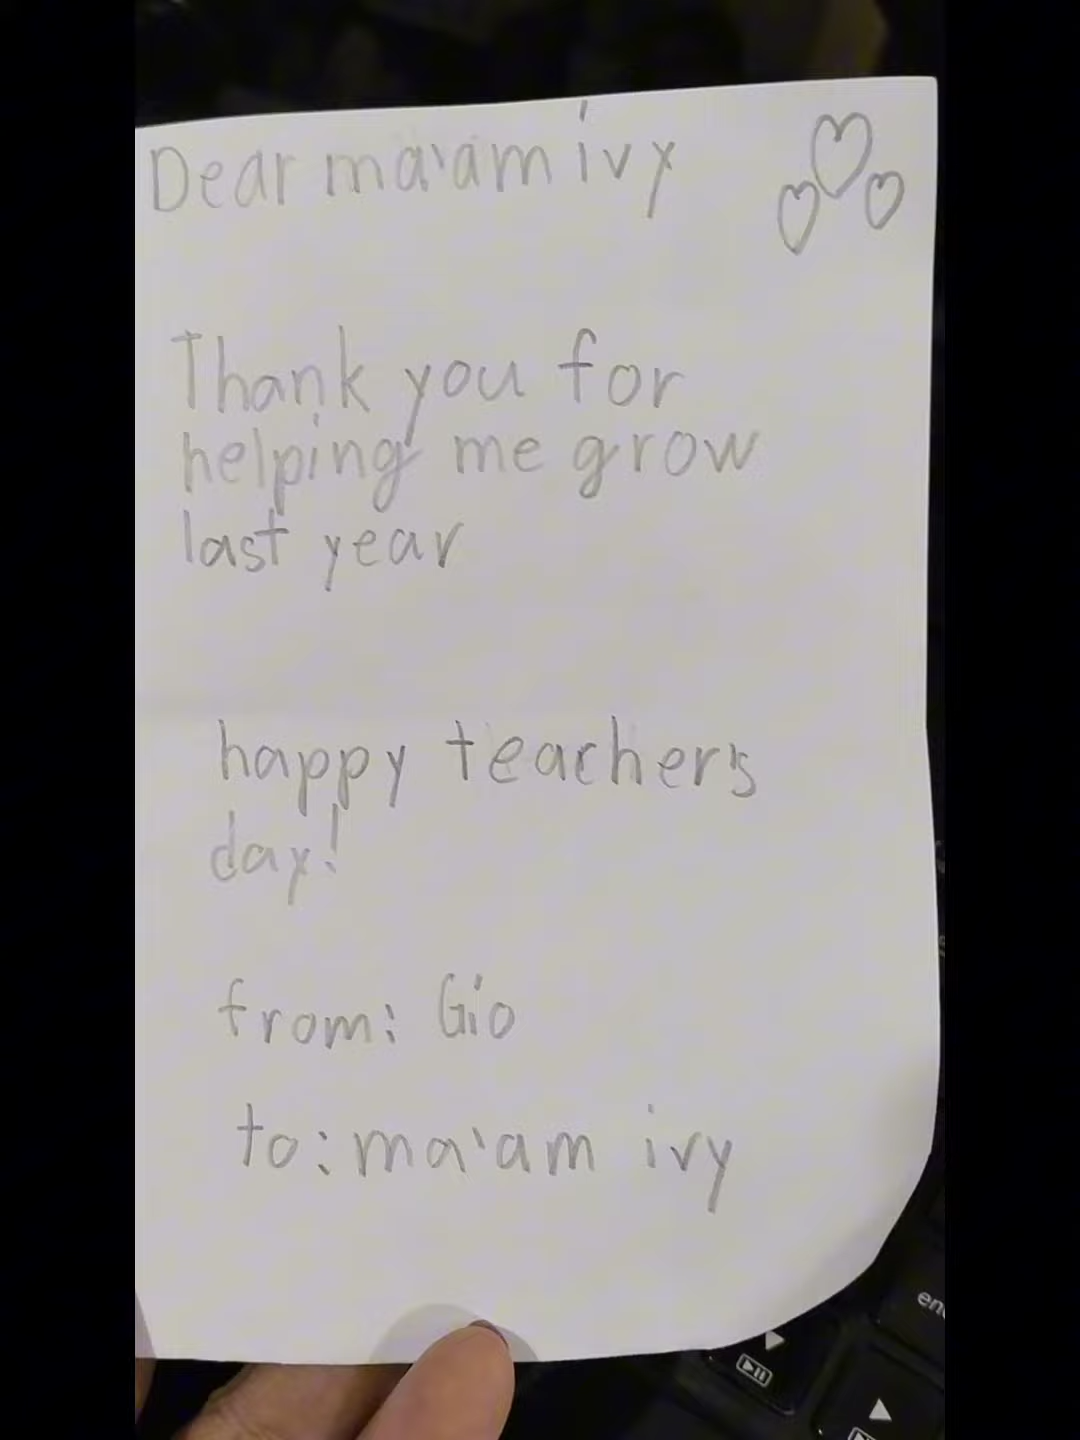 Dear ma'am ivy
Thank you for
helping me grow
last year
happy teacher's
day!
from: Gio
to: ma'am ivy